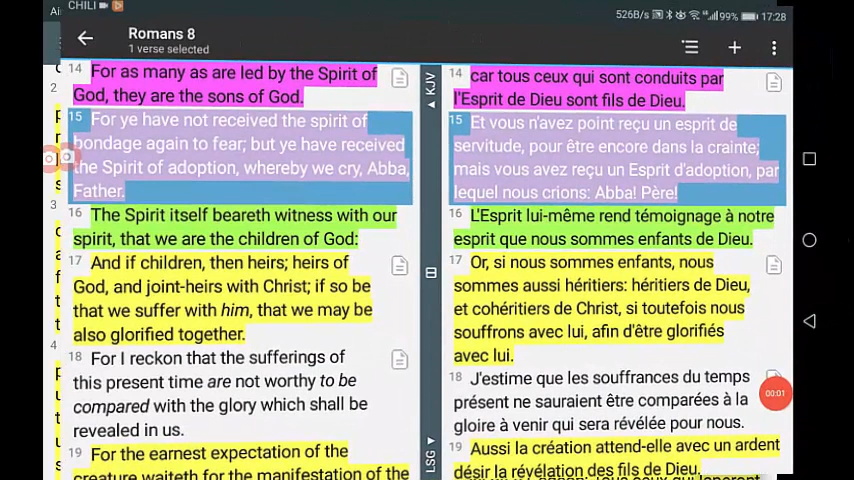 CHILI
526B/s 99% 17:28
Romans 8
1 verse selected
14 For as many as are led by the Spirit of
God, they are the sons of God.
15 For ye have not received the spirit of
bondage again to fear; but ye have received
the Spirit of adoption, whereby we cry, Abba,
Father.
16 The Spirit itself beareth witness with our
spirit, that we are the children of God:
17 And if children, then heirs; heirs of
God, and joint-heirs with Christ; if so be
that we suffer with him, that we may be
also glorified together.
18 For I reckon that the sufferings of
this present time are not worthy to be
compared with the glory which shall be
revealed in us.
19 For the earnest expectation of the
creature waiteth for the manifestation of the
KJV
LSG
14 car tous ceux qui sont conduits par
l'Esprit de Dieu sont fils de Dieu.
15 Et vous n'avez point reçu un esprit de
servitude, pour être encore dans la crainte;
mais vous avez reçu un Esprit d'adoption, par
lequel nous crions: Abba! Père!
16 L'Esprit lui-même rend témoignage à notre
esprit que nous sommes enfants de Dieu.
17 Or, si nous sommes enfants, nous
sommes aussi héritiers: héritiers de Dieu,
et cohéritiers de Christ, si toutefois nous
souffrons avec lui, afin d'être glorifiés
avec lui.
18 J'estime que les souffrances du temps
présent ne sauraient être comparées à la
gloire à venir qui sera révélée pour nous.
19 Aussi la création attend-elle avec un ardent
désir la révélation des fils de Dieu.
00:01
2
3
4